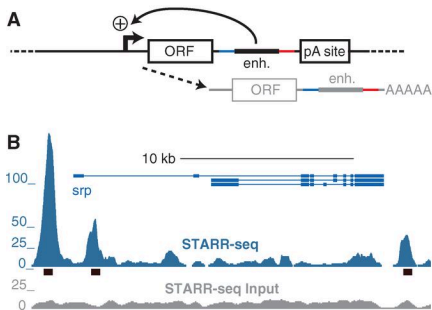 A
+
ORF
enh.
pA site
ORF
enh.
AAAAA
B
10 kb
100
srp
50
STARR-seq
25
0
25
STARR-seq Input
0